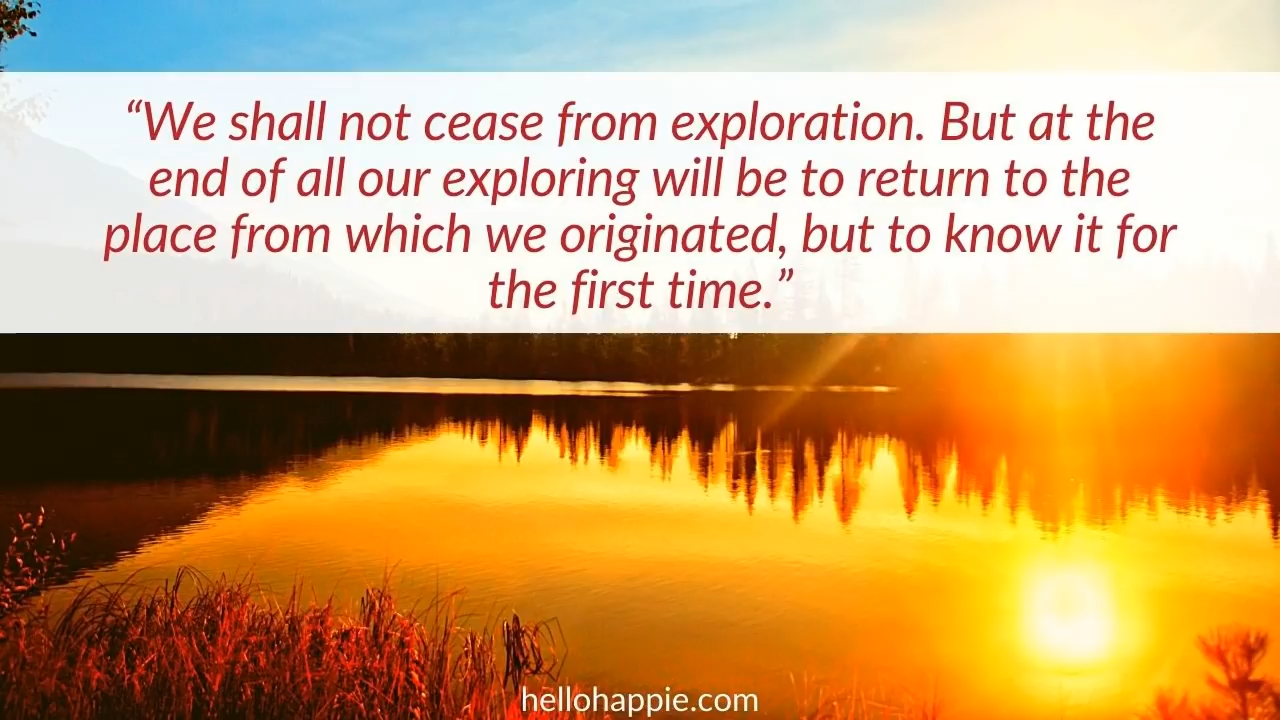 “We shall not cease from exploration. But at the
end of all our exploring will be to return to the
place from which we originated, but to know it for
the first time.”
hellohappie.com